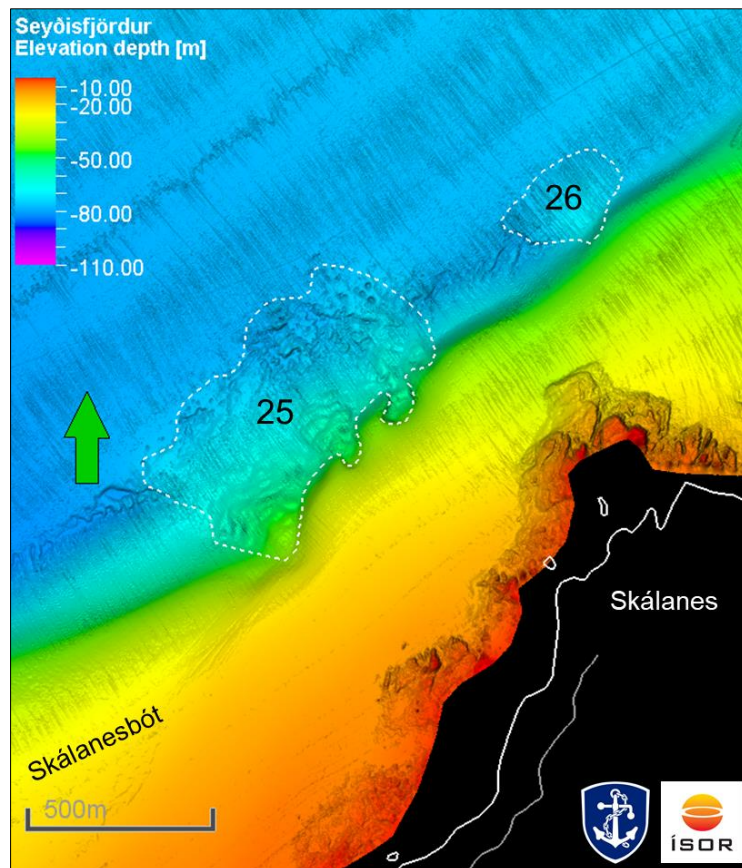 Seyðisfjördur
Elevation depth [m]
-10.00
-20.00
-50.00
-80.00
-110.00
26
25
Skálanes
Skálanesbót
500m
ÍSOR